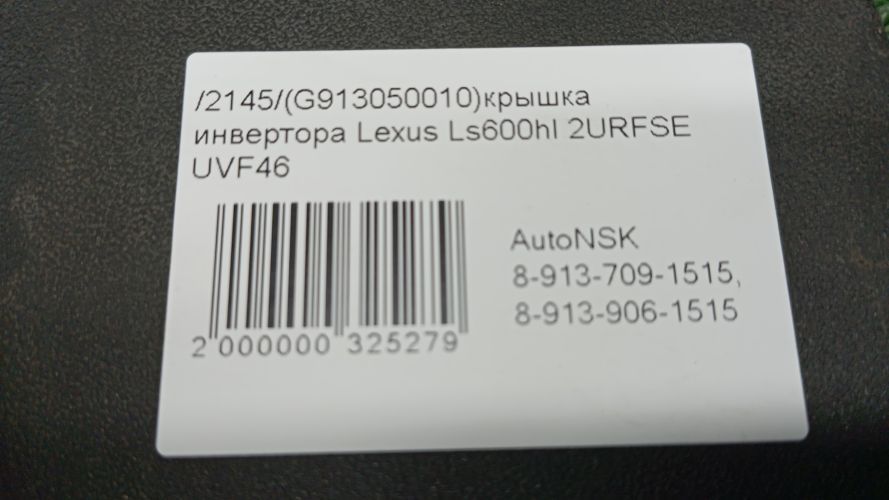 /2145/(G913050010)крышка
инвертора Lexus Ls600hl 2URFSE
UVF46
AutoNSK
8-913-709-1515,
8-913-906-1515
2 000000 325279